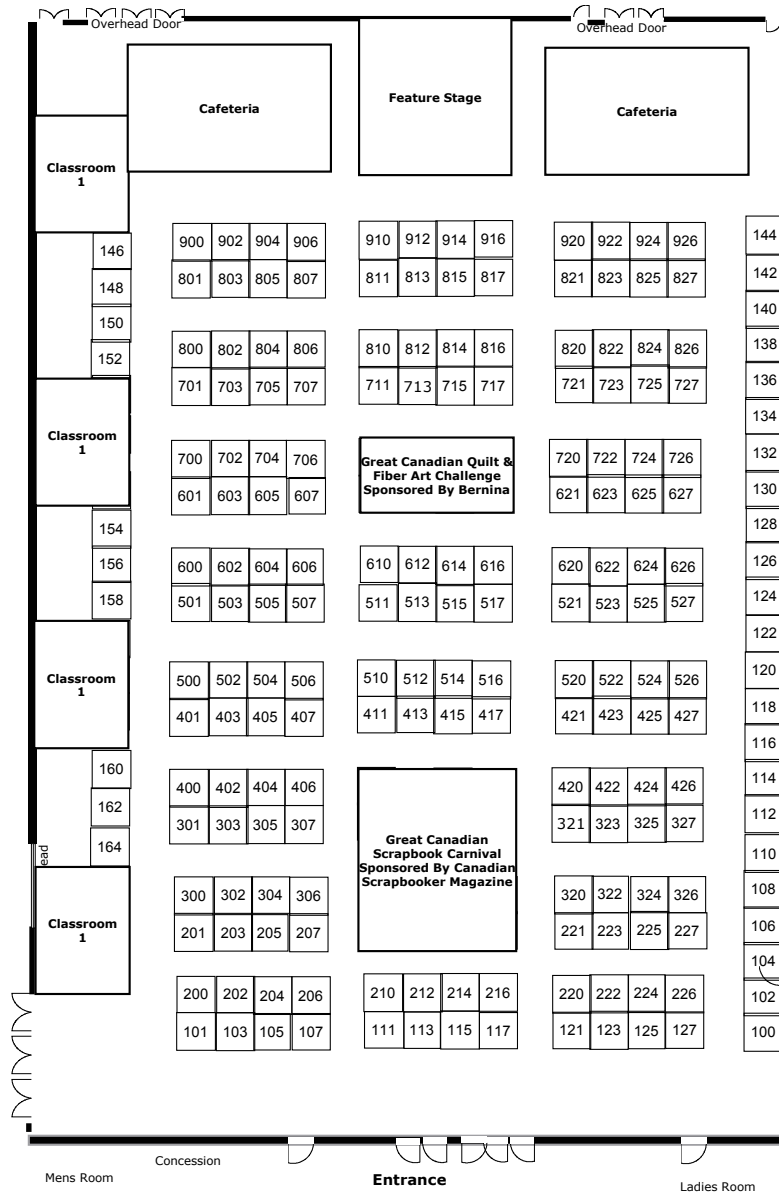 Overhead Door
Overhead Door
Cafeteria
Feature Stage
Cafeteria
Classroom
1
900 902 904 906
910 912 914 916
920 922 924 926
144
146
801 803 805 807
811 813 815 817
821 823 825 827
142
148
140
150
800 802 804 806
810 812 814 816
820 822 824 826
138
152
701 703 705 707
711 713 715 717
721 723 725 727
136
134
Classroom
1
700 702 704 706
Great Canadian Quilt &
Fiber Art Challenge
Sponsored By Bernina
720 722 724 726
132
601 603 605 607
621 623 625 627
130
154
128
156
600 602 604 606
610 612 614 616
620 622 624 626
126
158
501 503 505 507
511 513 515 517
521 523 525 527
124
122
Classroom
1
500 502 504 506
510 512 514 516
520 522 524 526
120
401 403 405 407
411 413 415 417
421 423 425 427
118
116
160
400 402 404 406
420 422 424 426
114
162
301 303 305 307
321 323 325 327
112
164
ead
Great Canadian
Scrapbook Carnival
Sponsored By Canadian
Scrapbooker Magazine
110
300 302 304 306
320 322 324 326
108
Classroom
1
201 203 205 207
221 223 225 227
106
104
200 202 204 206
210 212 214 216
220 222 224 226
102
101 103 105 107
111 113 115 117
121 123 125 127
100
Mens Room
Concession
Entrance
Ladies Room